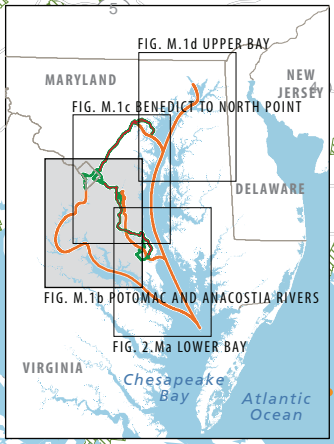 5
FIG. M.1d UPPER BAY
MARYLAND
NEW
JERSEY
FIG. M.1c BENEDICT TO NORTH POINT
DELAWARE
FIG. M.1b POTOMAC AND ANACOSTIA RIVERS
FIG. 2.Ma LOWER BAY
VIRGINIA
Chesapeake
Bay
Atlantic
Ocean